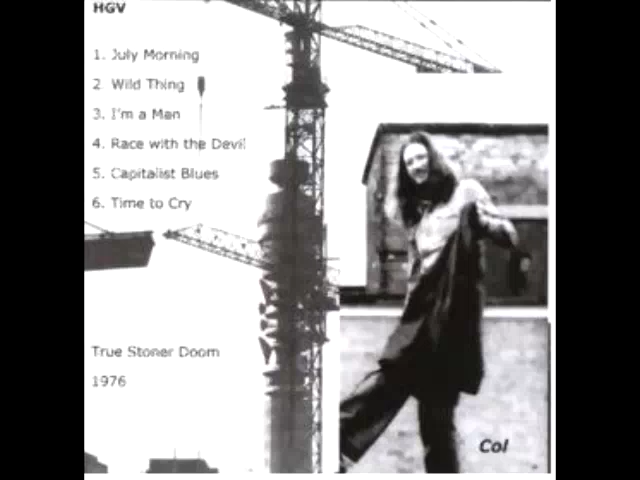 HGV
1. July Morning
2. Wild Thing
3. I'm a Man
4. Race with the Devil
5. Capitalist Blues
6. Time to Cry
True Stoner Doom
1976
Col